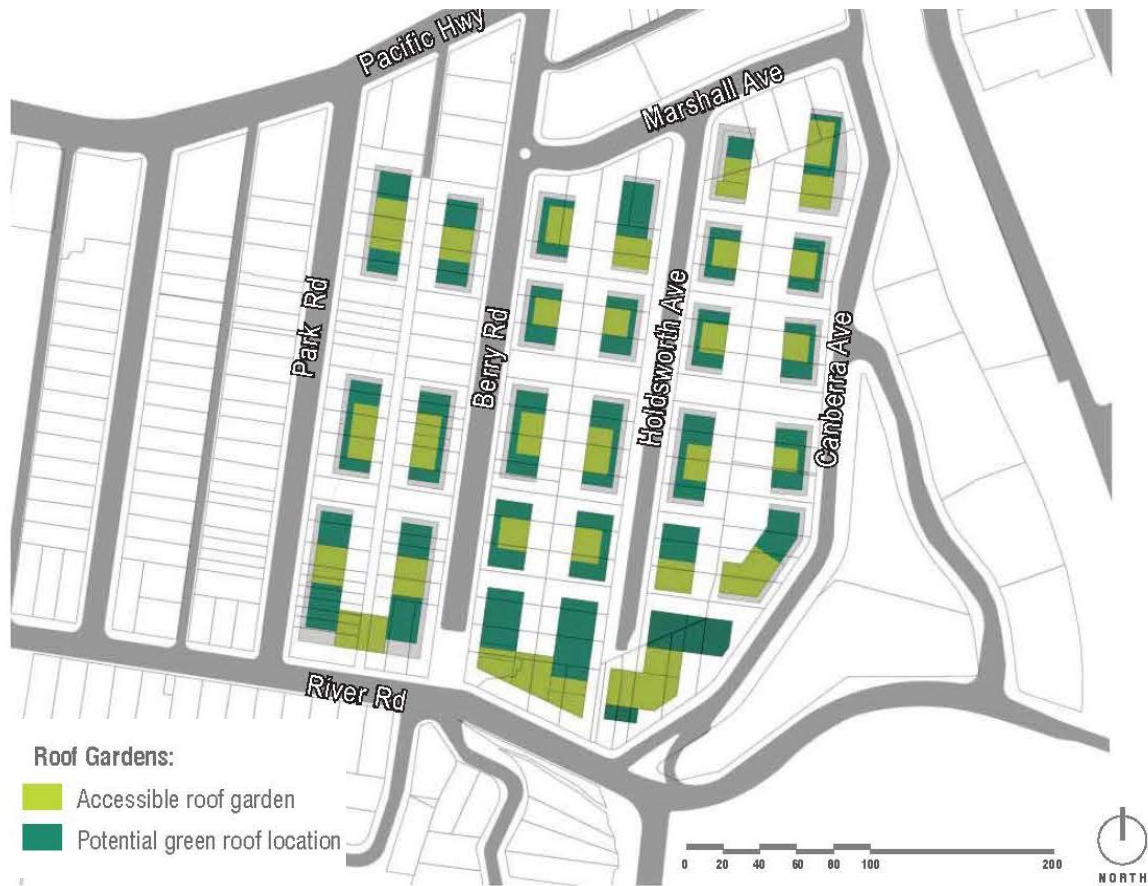 Pacific Hwy
Marshall Ave
Park Rd
Berry Rd
Holdsworth Ave
Canberra Ave
River Rd
Roof Gardens:
Accessible roof garden
Potential green roof location
0 20 40 60 80 100 200
NORTH